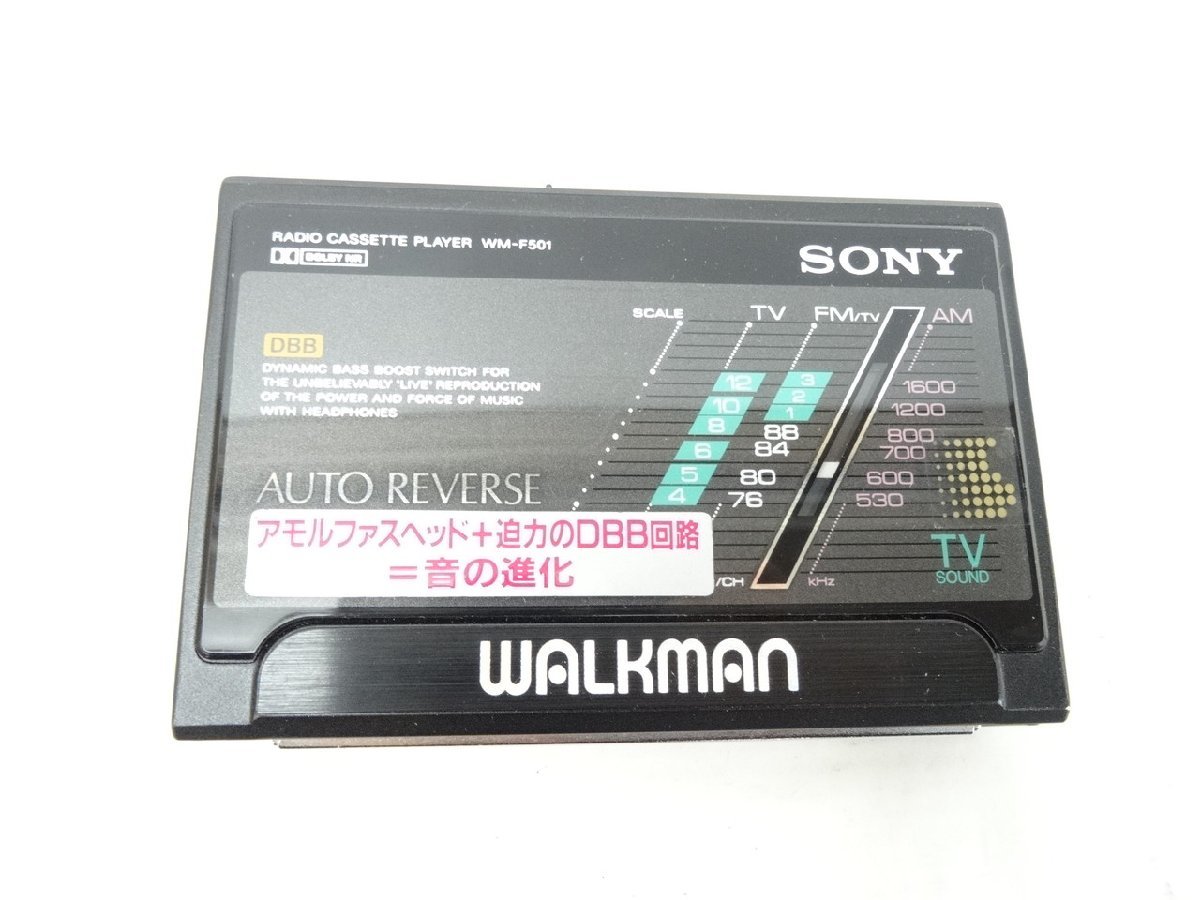 RADIO CASSETTE PLAYER WM-F501
DOLBY NR
SONY
SCALE TV FM/TV AM
DBB
DYNAMIC BASS BOOST SWITCH FOR
THE UNBELIEVABLY 'LIVE' REPRODUCTION
OF THE POWER AND FORCE OF MUSIC
WITH HEADPHONES
12 3 1600
10 2 1200
8 1
88 800
6 84 700
5 80 600
4 76 530
AUTO REVERSE
アモルファスヘッド+迫力のDBB回路
=音の進化
/CH kHz
TV
SOUND
WALKMAN